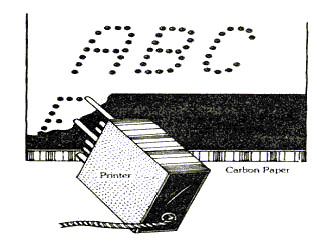 ABC
F
Printer
Carbon Paper